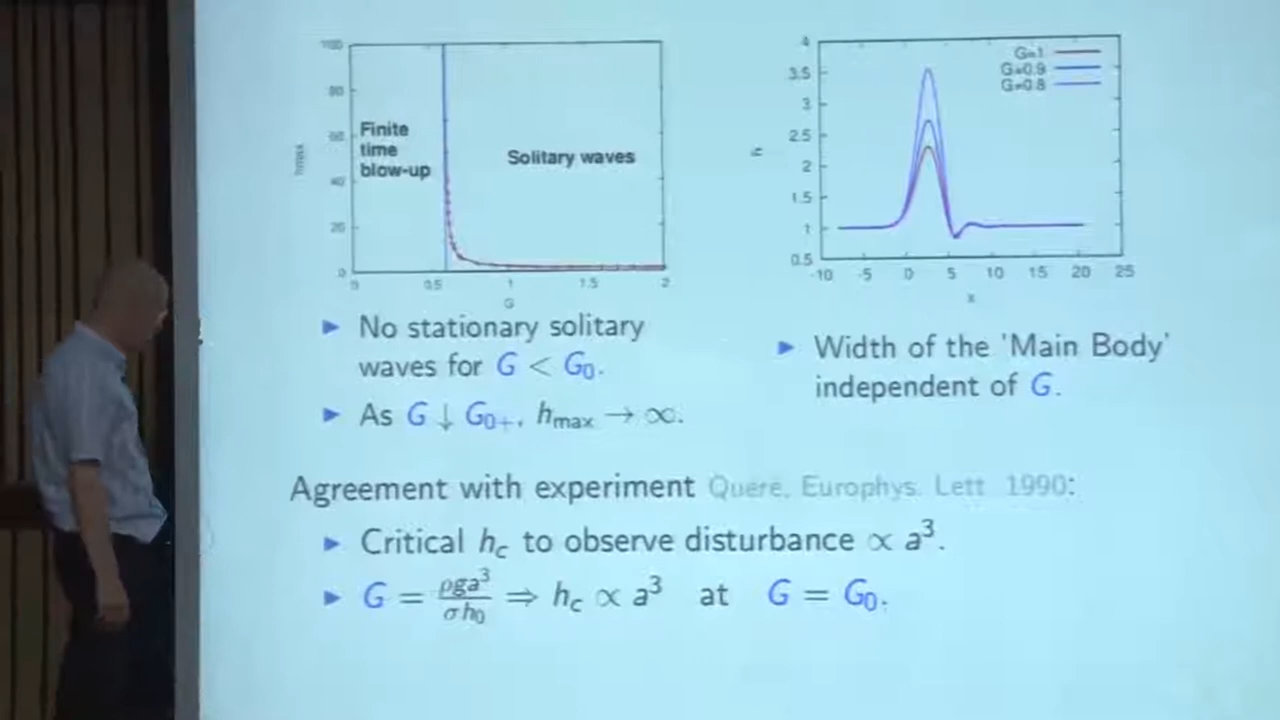 100
80
60
40
20
0
Finite
time
blow-up
Solitary waves
0
0.5
1
1.5
2
G
4
3.5
3
2.5
2
1.5
1
0.5
h
G=1
G=0.9
G=0.8
-10 -5 0 5 10 15 20 25
x
▶ No stationary solitary
waves for G < G₀.
▶ As G ↓ G₀₊, hmax → ∞.
▶ Width of the 'Main Body'
independent of G.
Agreement with experiment Quere, Europhys. Lett 1990:
▶ Critical hc to observe disturbance ∝ a³.
▶ G = ρga³/σh₀ ⇒ hc ∝ a³ at G = G₀.